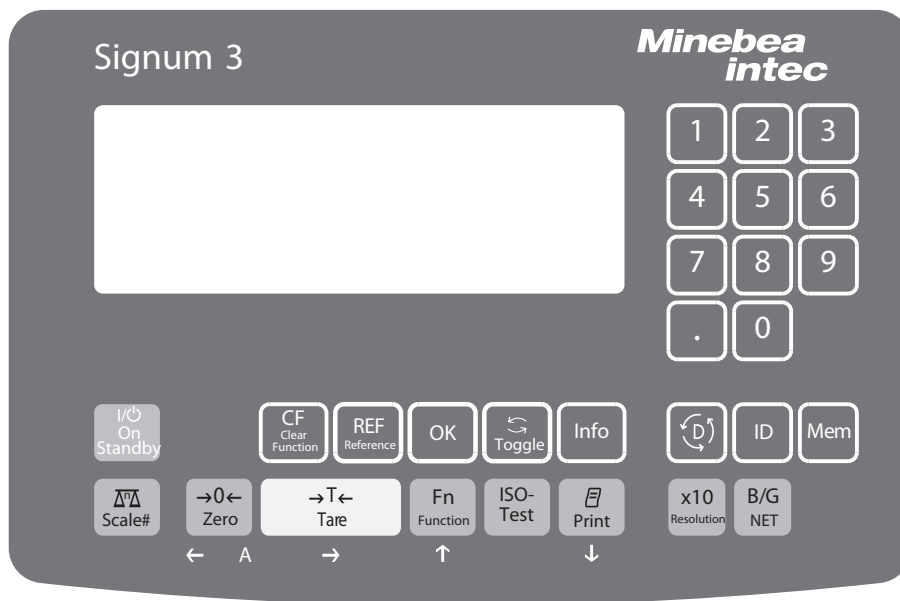 Signum 3
Minebea
intec
1 2 3
4 5 6
7 8 9
. 0
I/⏻
On
Standby
CF
Clear
Function
REF
Reference
OK
Toggle
Info
D
ID
Mem
n
Scale#
→0←
Zero
→T←
Tare
Fn
Function
ISO-
Test
Print
x10
Resolution
B/G
NET
← A → ↑ ↓